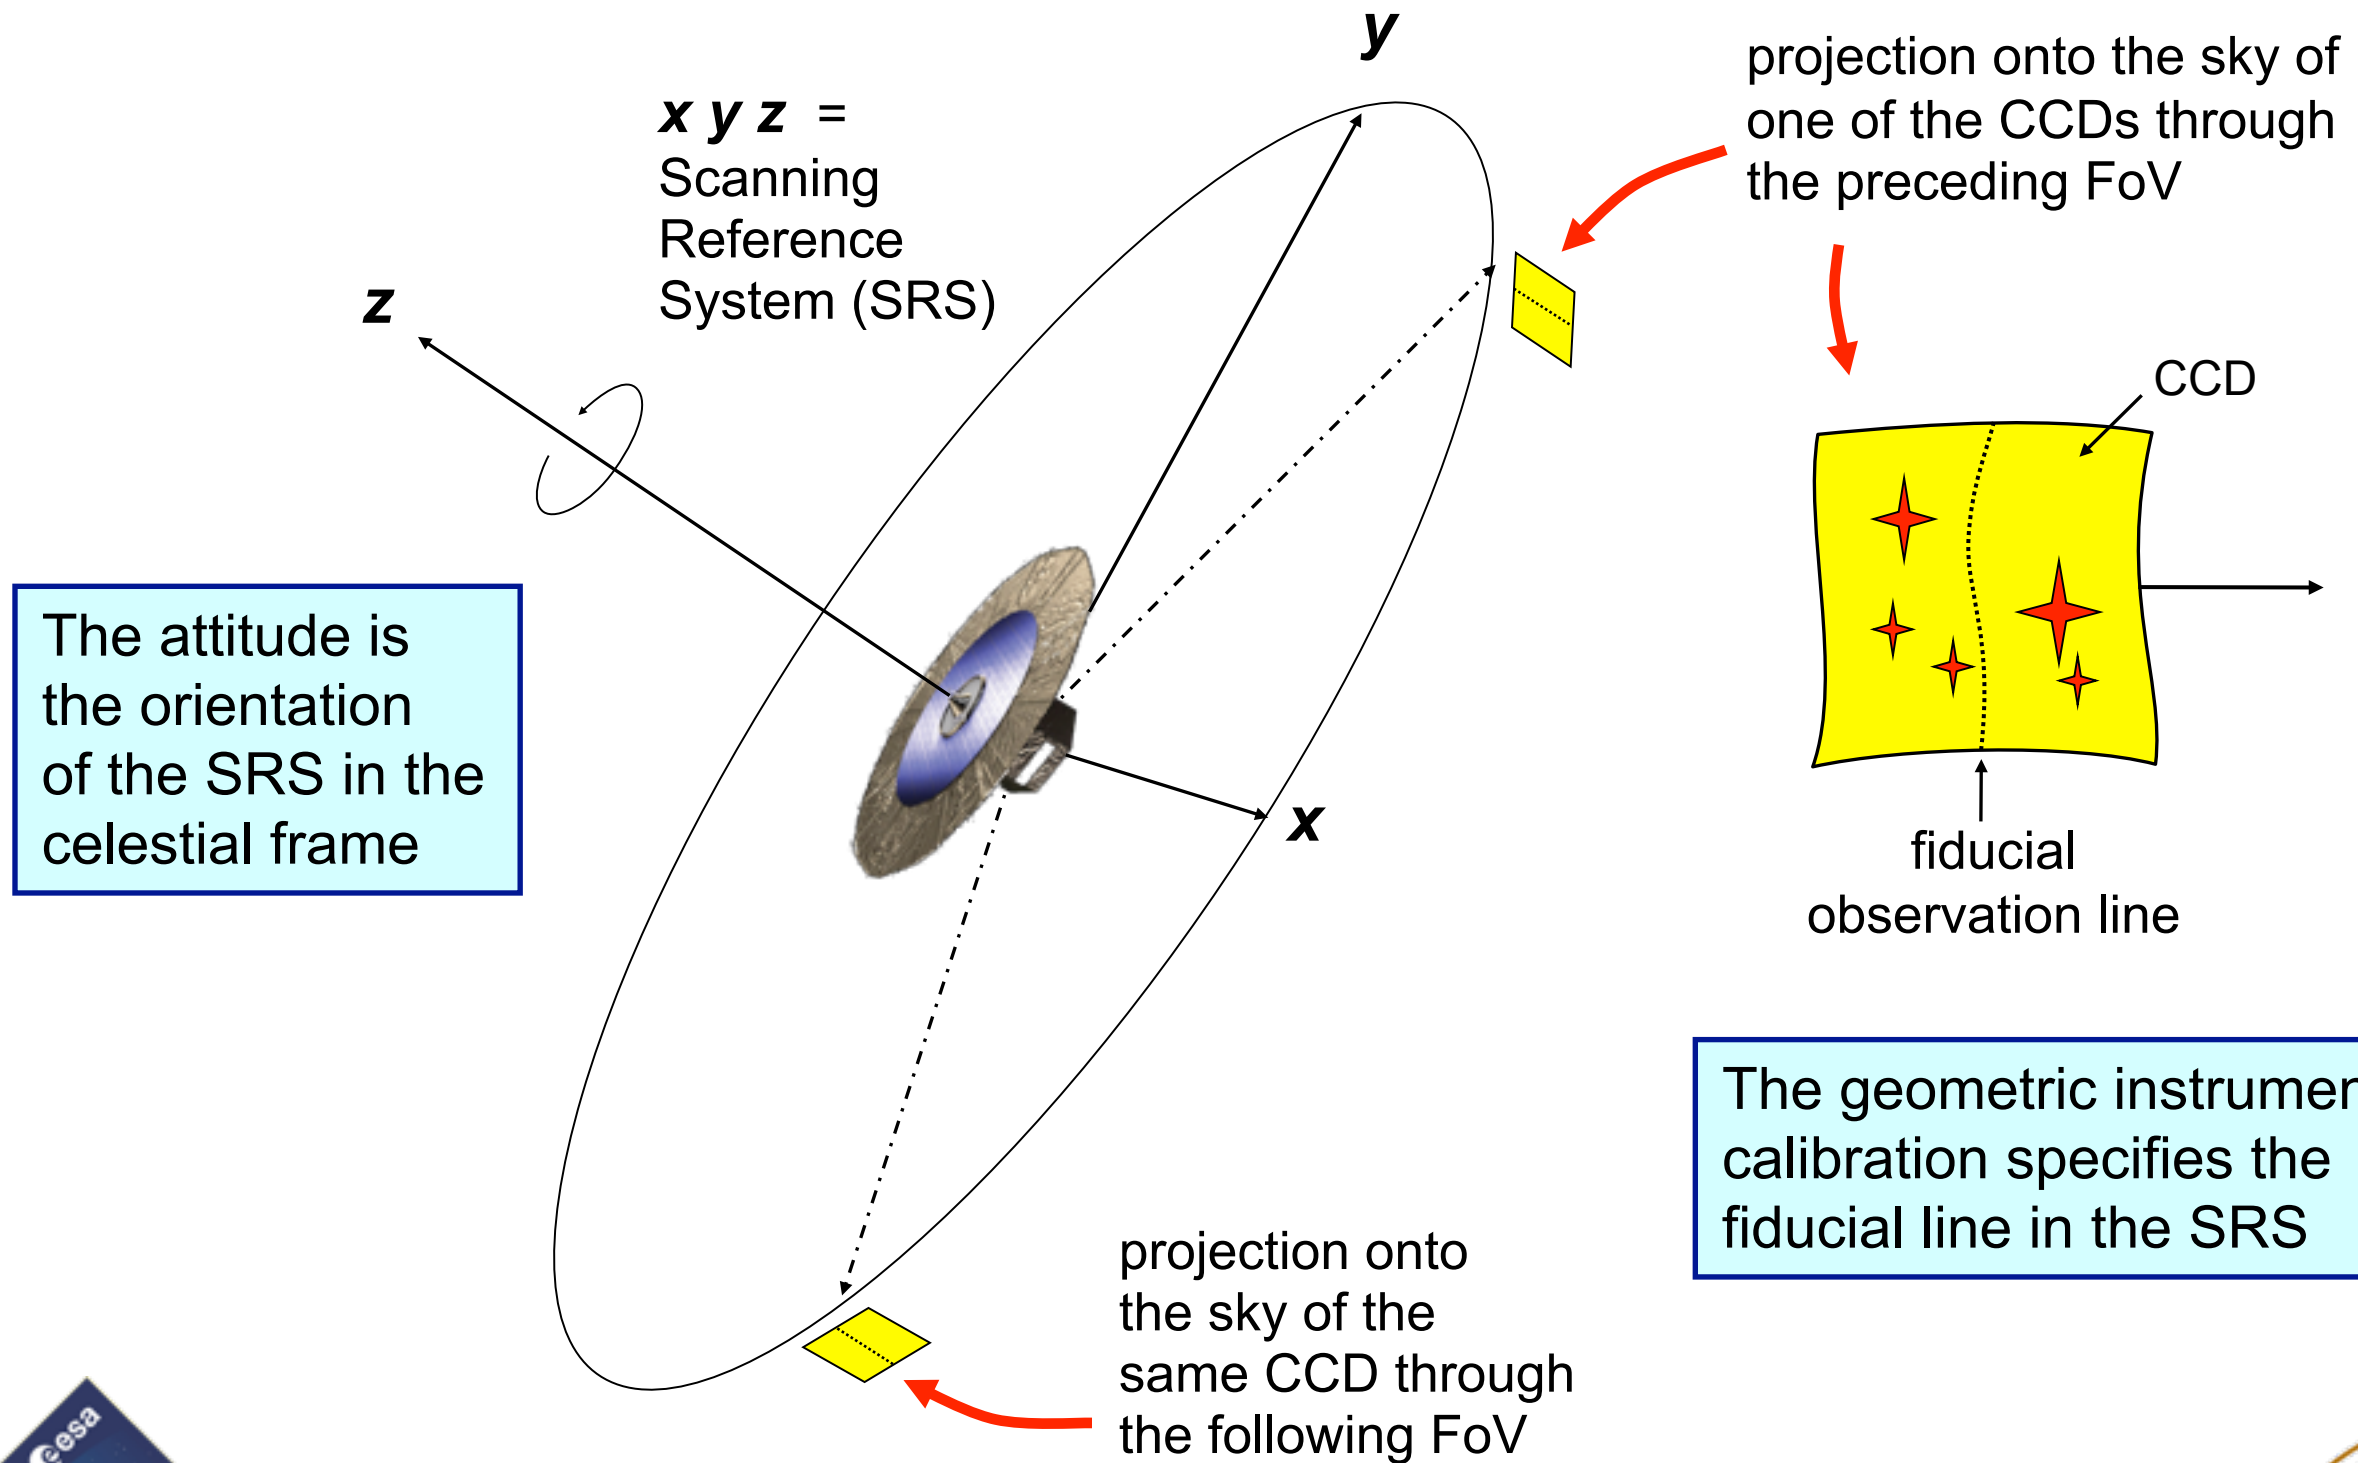 y
x y z =
Scanning
Reference
System (SRS)
z
projection onto the sky of
one of the CCDs through
the preceding FoV
CCD
fiducial
observation line
The attitude is
the orientation
of the SRS in the
celestial frame
x
The geometric instrumen
calibration specifies the
fiducial line in the SRS
projection onto
the sky of the
same CCD through
the following FoV
esa